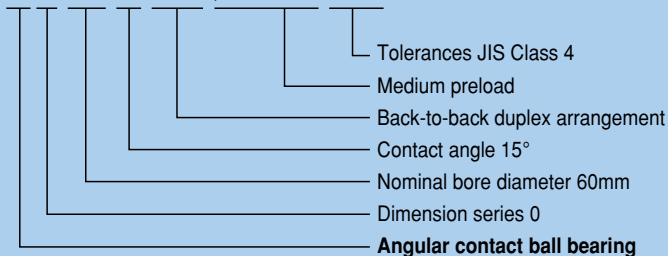 Tolerances JIS Class 4
Medium preload
Back-to-back duplex arrangement
Contact angle 15°
Nominal bore diameter 60mm
Dimension series 0
Angular contact ball bearing